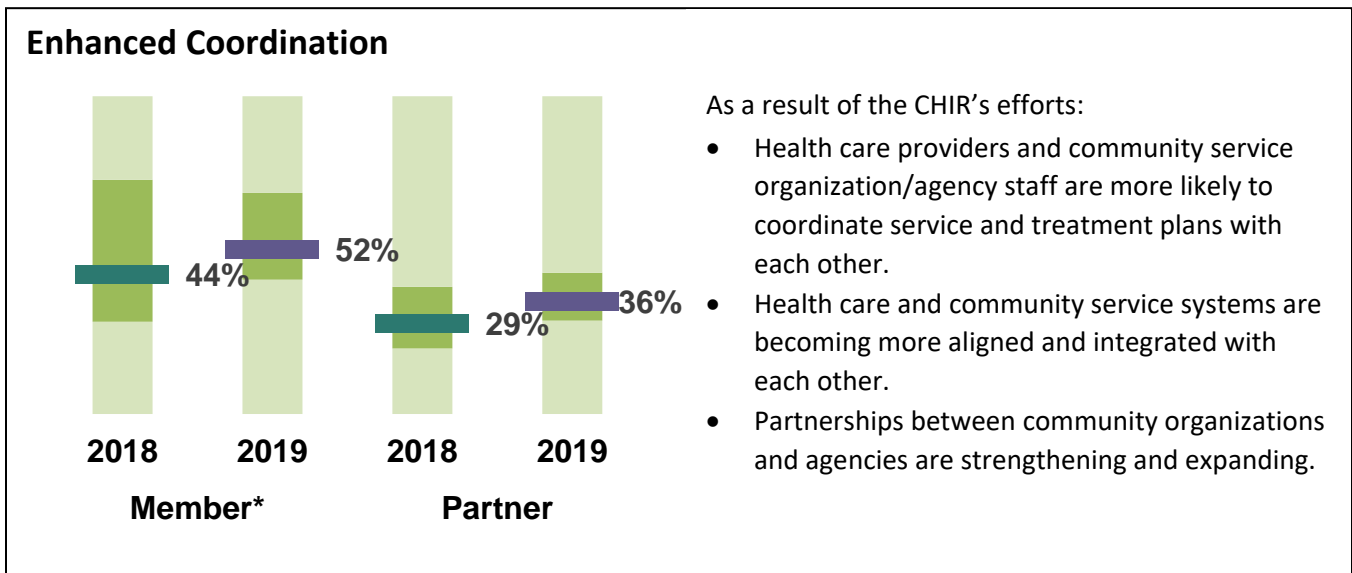 Enhanced Coordination
44%
52%
29%
36%
2018
2019
2018
2019
Member*
Partner
As a result of the CHIR's efforts:
• Health care providers and community service
organization/agency staff are more likely to
coordinate service and treatment plans with
each other.
• Health care and community service systems are
becoming more aligned and integrated with
each other.
• Partnerships between community organizations
and agencies are strengthening and expanding.